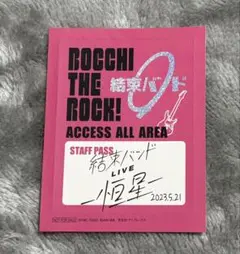 BOCCHI
THE
ROCK!
結束バンド
ACCESS ALL AREA
STAFF PASS
結束バンド
LIVE
-恒星-
2023.5.21